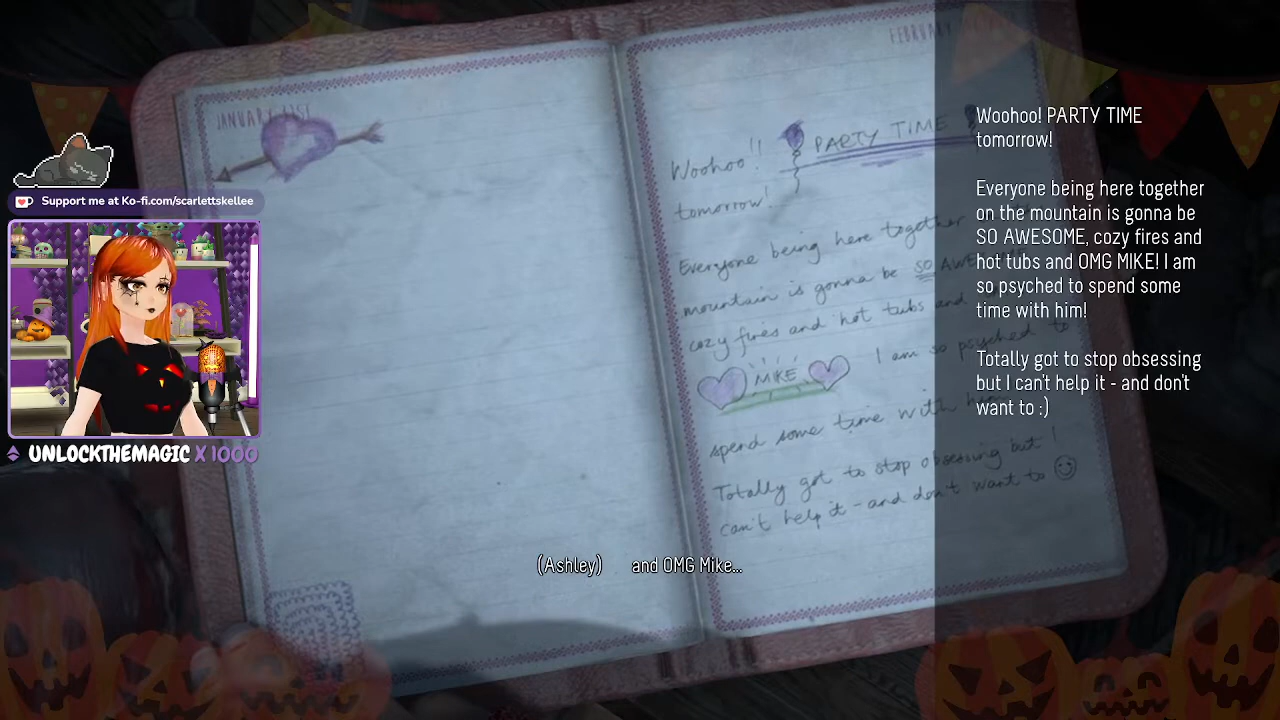 JANUARY 31ST
FEBRUARY
Woohoo!! PARTY TIME
tomorrow!
Everyone being here together
mountain is gonna be SO AWE
cozy fires and hot tubs and
MIKE I am so psyched to
spend some time with him
Totally got to stop obsessing but I
can't help it - and don't want to
Woohoo! PARTY TIME
tomorrow!
Everyone being here together
on the mountain is gonna be
SO AWESOME, cozy fires and
hot tubs and OMG MIKE! I am
so psyched to spend some
time with him!
Totally got to stop obsessing
but I can't help it - and don't
want to :)
Support me at Ko-fi.com/scarlettskellee
UNLOCKTHEMAGIC X 1000
(Ashley) and OMG Mike...